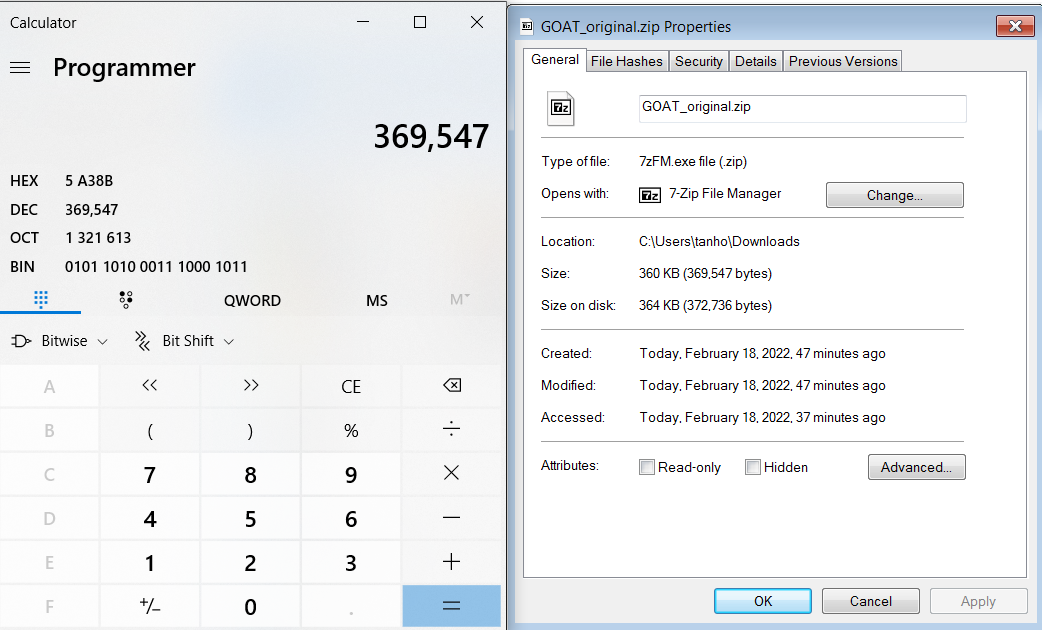 Calculator
Programmer
369,547
HEX 5 A38B
DEC 369,547
OCT 1 321 613
BIN 0101 1010 0011 1000 1011
QWORD MS M
Bitwise Bit Shift
A << >> CE
B ( ) % ÷
C 7 8 9 ×
D 4 5 6 −
E 1 2 3 +
F +/− 0 . =
GOAT_original.zip Properties
General File Hashes Security Details Previous Versions
7z GOAT_original.zip
Type of file: 7zFM.exe file (.zip)
Opens with: 7z 7-Zip File Manager Change...
Location: C:\Users\tanho\Downloads
Size: 360 KB (369,547 bytes)
Size on disk: 364 KB (372,736 bytes)
Created: Today, February 18, 2022, 47 minutes ago
Modified: Today, February 18, 2022, 47 minutes ago
Accessed: Today, February 18, 2022, 37 minutes ago
Attributes: Read-only Hidden Advanced...
OK Cancel Apply